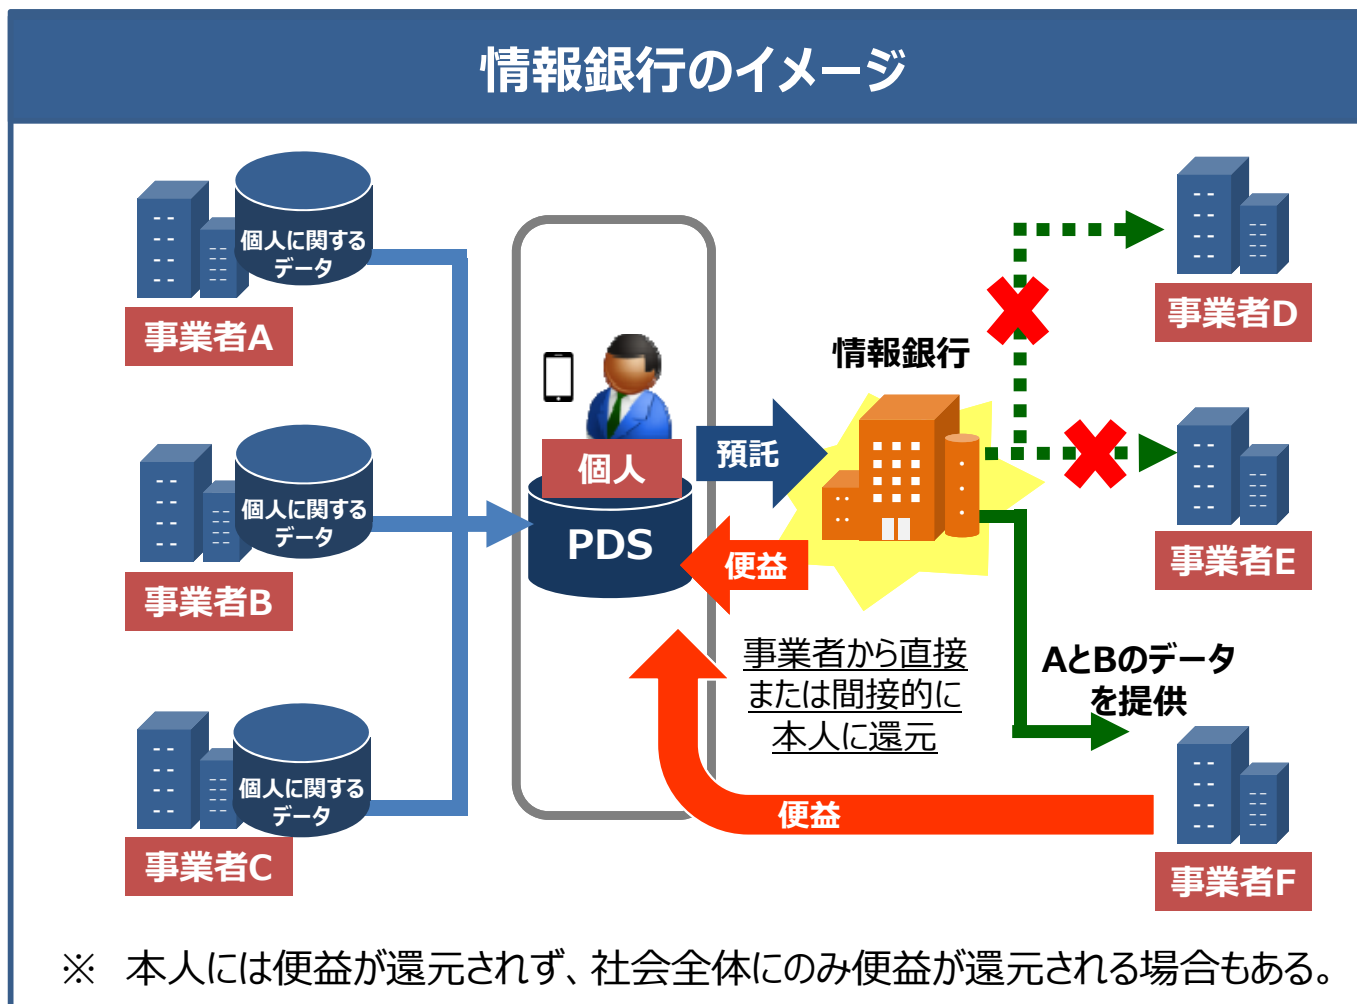 情報銀行のイメージ
個人に関する
データ
事業者A
個人に関する
データ
事業者B
個人に関する
データ
事業者C
個人
PDS
預託
便益
情報銀行
事業者から直接
または間接的に
本人に還元
便益
AとBのデータ
を提供
事業者D
事業者E
事業者F
※ 本人には便益が還元されず、社会全体にのみ便益が還元される場合もある。